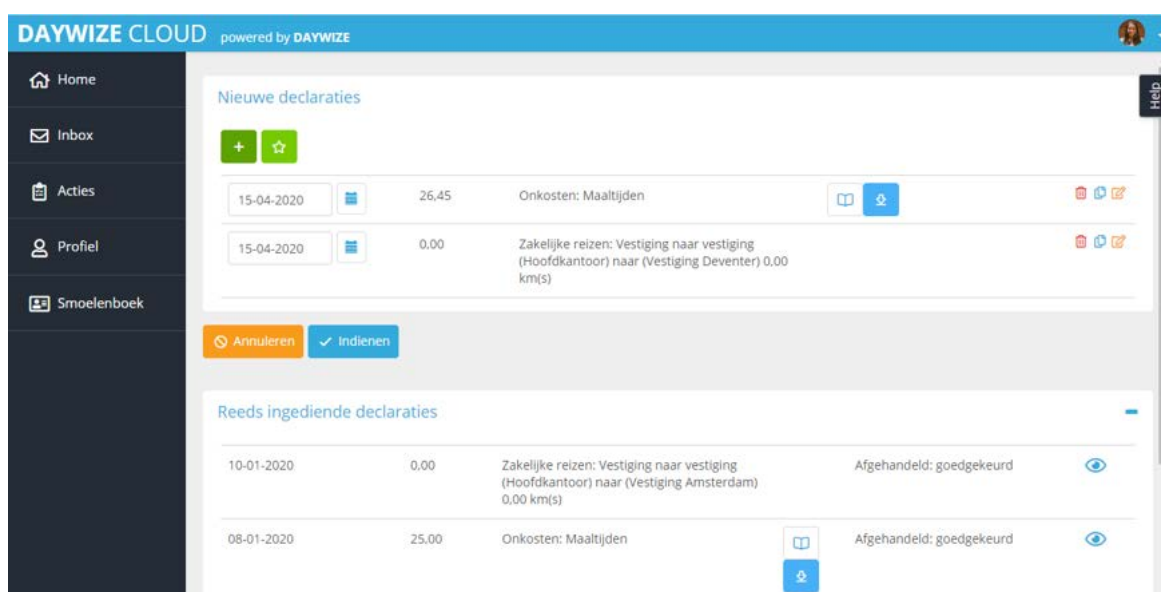 DAYWIZE CLOUD powered by DAYWIZE
Home
Inbox
Acties
Profiel
Smoelenboek
Help
Nieuwe declaraties
+
15-04-2020 26,45 Onkosten: Maaltijden
15-04-2020 0,00 Zakelijke reizen: Vestiging naar vestiging
(Hoofdkantoor) naar (Vestiging Deventer) 0,00
km(s)
Annuleren Indienen
Reeds ingediende declaraties
10-01-2020 0,00 Zakelijke reizen: Vestiging naar vestiging Afgehandeld: goedgekeurd
(Hoofdkantoor) naar (Vestiging Amsterdam)
0,00 km(s)
08-01-2020 25,00 Onkosten: Maaltijden Afgehandeld: goedgekeurd